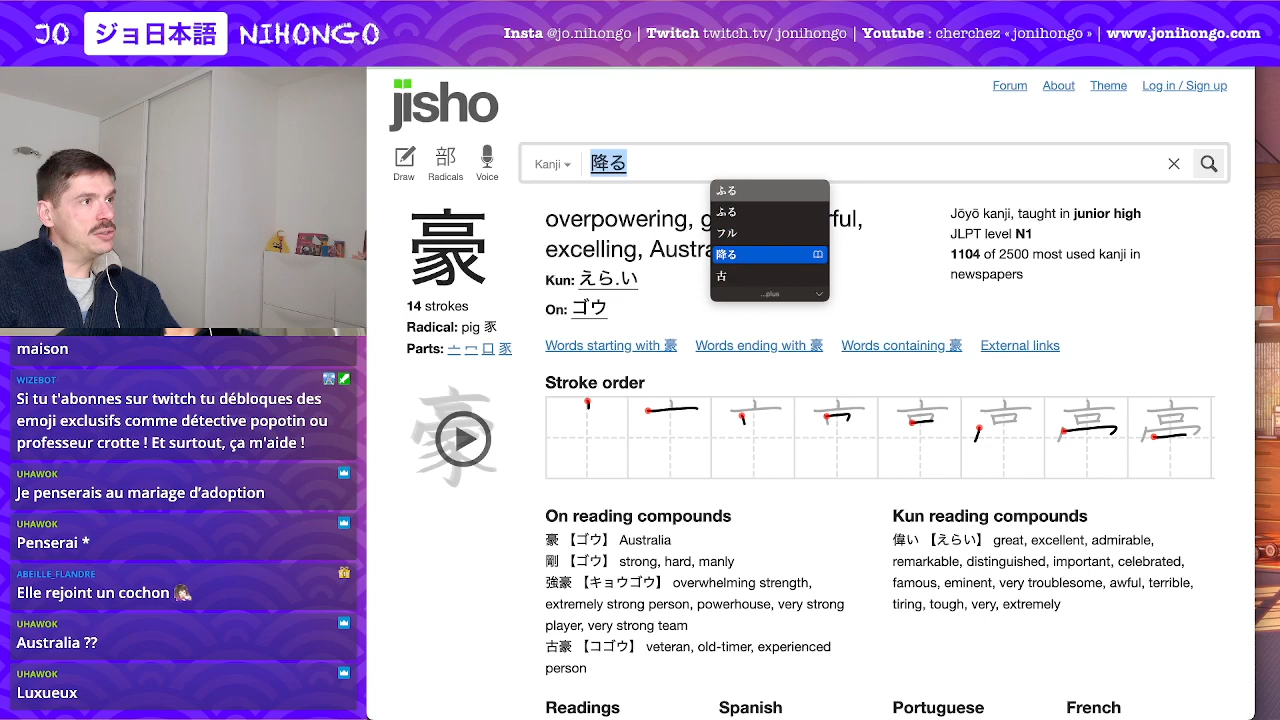 JO ジョ日本語 NIHONGO
Insta @jo.nihongo | Twitch twitch.tv/ jonihongo | Youtube : cherchez « jonihongo » | www.jonihongo.com
jisho
Forum About Theme Log in / Sign up
Draw
部
Radicals
Voice
Kanji
降る
ふる
ふる
フル
降る
古
...plus
豪
14 strokes
Radical: pig 豕
Parts: 亠 冖 口 豕
overpowering,
excelling,
Kun: えら.い
On: ゴウ
Jōyō kanji, taught in junior high
JLPT level N1
1104 of 2500 most used kanji in
newspapers
Words starting with 豪 Words ending with 豪 Words containing 豪 External links
Stroke order
豪
On reading compounds
豪 【ゴウ】 Australia
剛 【ゴウ】 strong, hard, manly
強豪 【キョウゴウ】 overwhelming strength,
extremely strong person, powerhouse, very strong
player, very strong team
古豪 【コゴウ】 veteran, old-timer, experienced
person
Kun reading compounds
偉い 【えらい】 great, excellent, admirable,
remarkable, distinguished, important, celebrated,
famous, eminent, very troublesome, awful, terrible,
tiring, tough, very, extremely
Readings Spanish Portuguese French
maison
WIZEBOT
Si tu t'abonnes sur twitch tu débloques des
emoji exclusifs comme détective popotin ou
professeur crotte ! Et surtout, ça m'aide !
UHAWOK
Je penserais au mariage d'adoption
UHAWOK
Penserai *
ABEILLE_FLANDRE
Elle rejoint un cochon
UHAWOK
Australia ??
UHAWOK
Luxueux